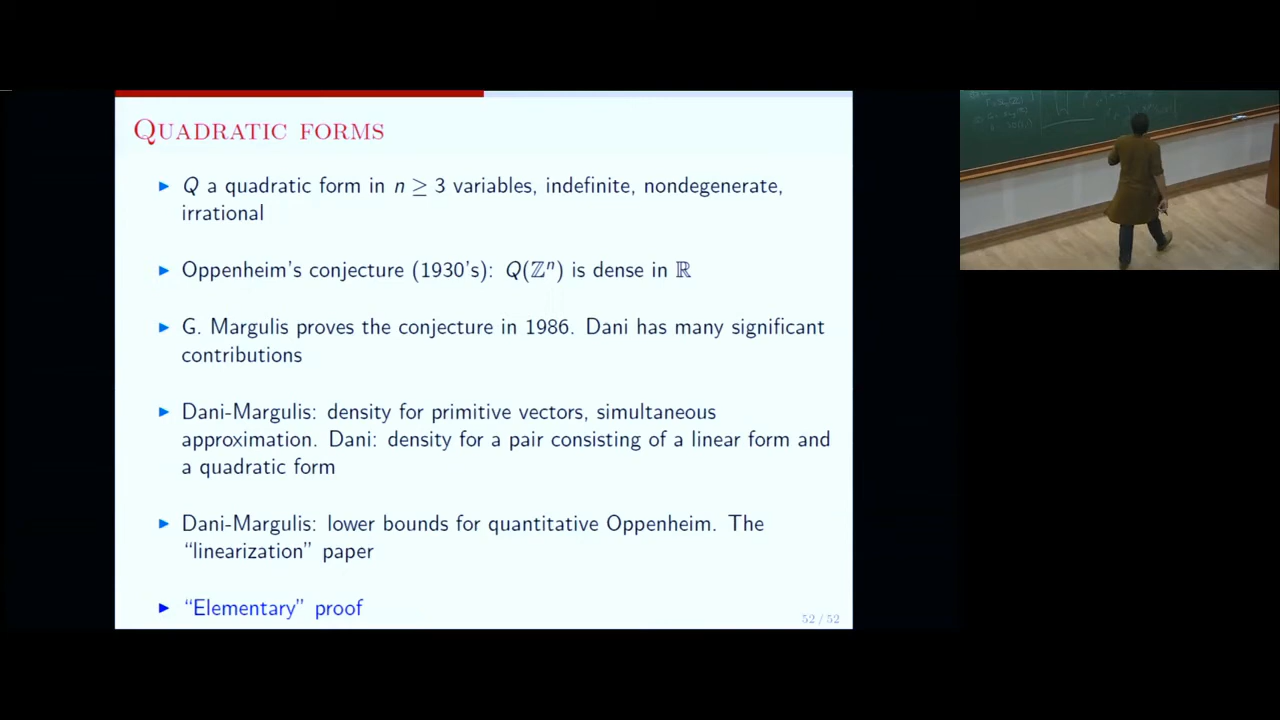 QUADRATIC FORMS
▶ Q a quadratic form in n ≥ 3 variables, indefinite, nondegenerate,
irrational
▶ Oppenheim's conjecture (1930's): Q(ℤⁿ) is dense in ℝ
▶ G. Margulis proves the conjecture in 1986. Dani has many significant
contributions
▶ Dani-Margulis: density for primitive vectors, simultaneous
approximation. Dani: density for a pair consisting of a linear form and
a quadratic form
▶ Dani-Margulis: lower bounds for quantitative Oppenheim. The
“linearization” paper
▶ “Elementary” proof
52 / 52